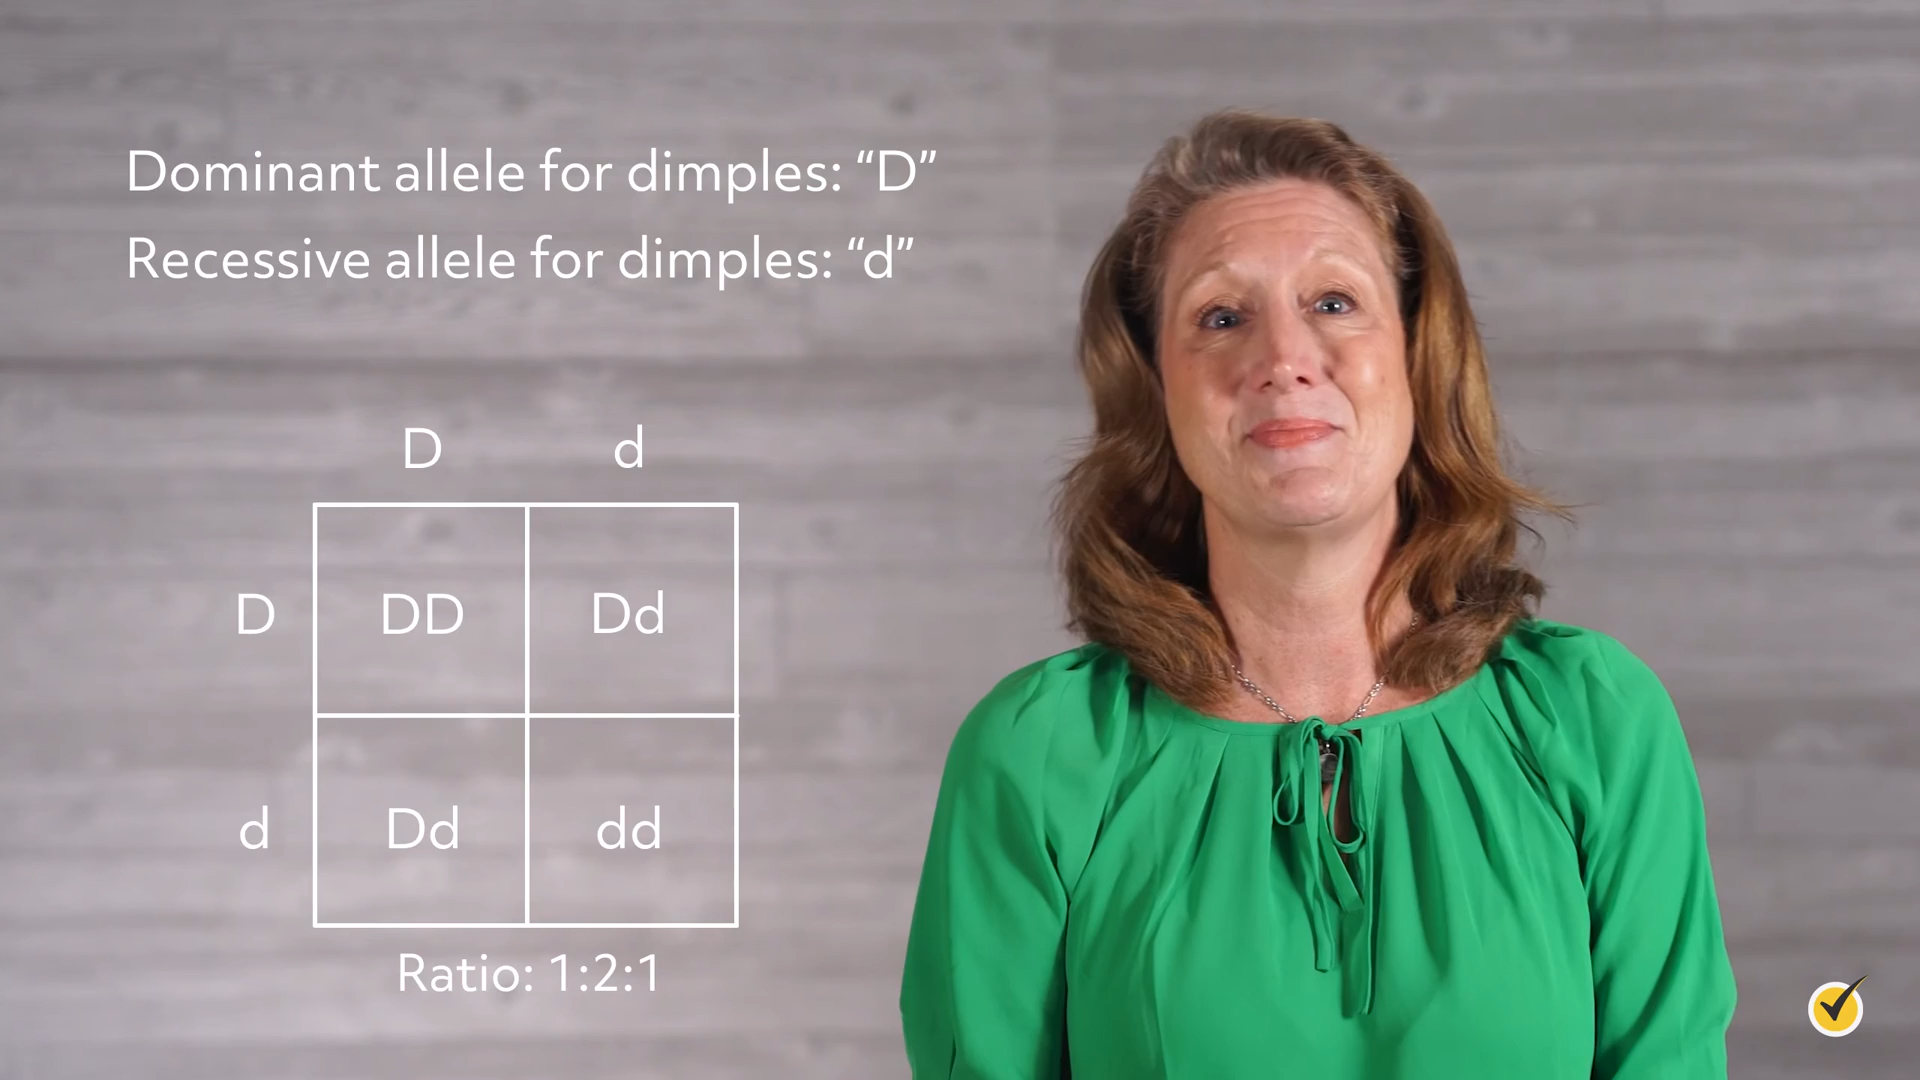 Dominant allele for dimples: “D”
Recessive allele for dimples: “d”
D d
D DD Dd
d Dd dd
Ratio: 1:2:1